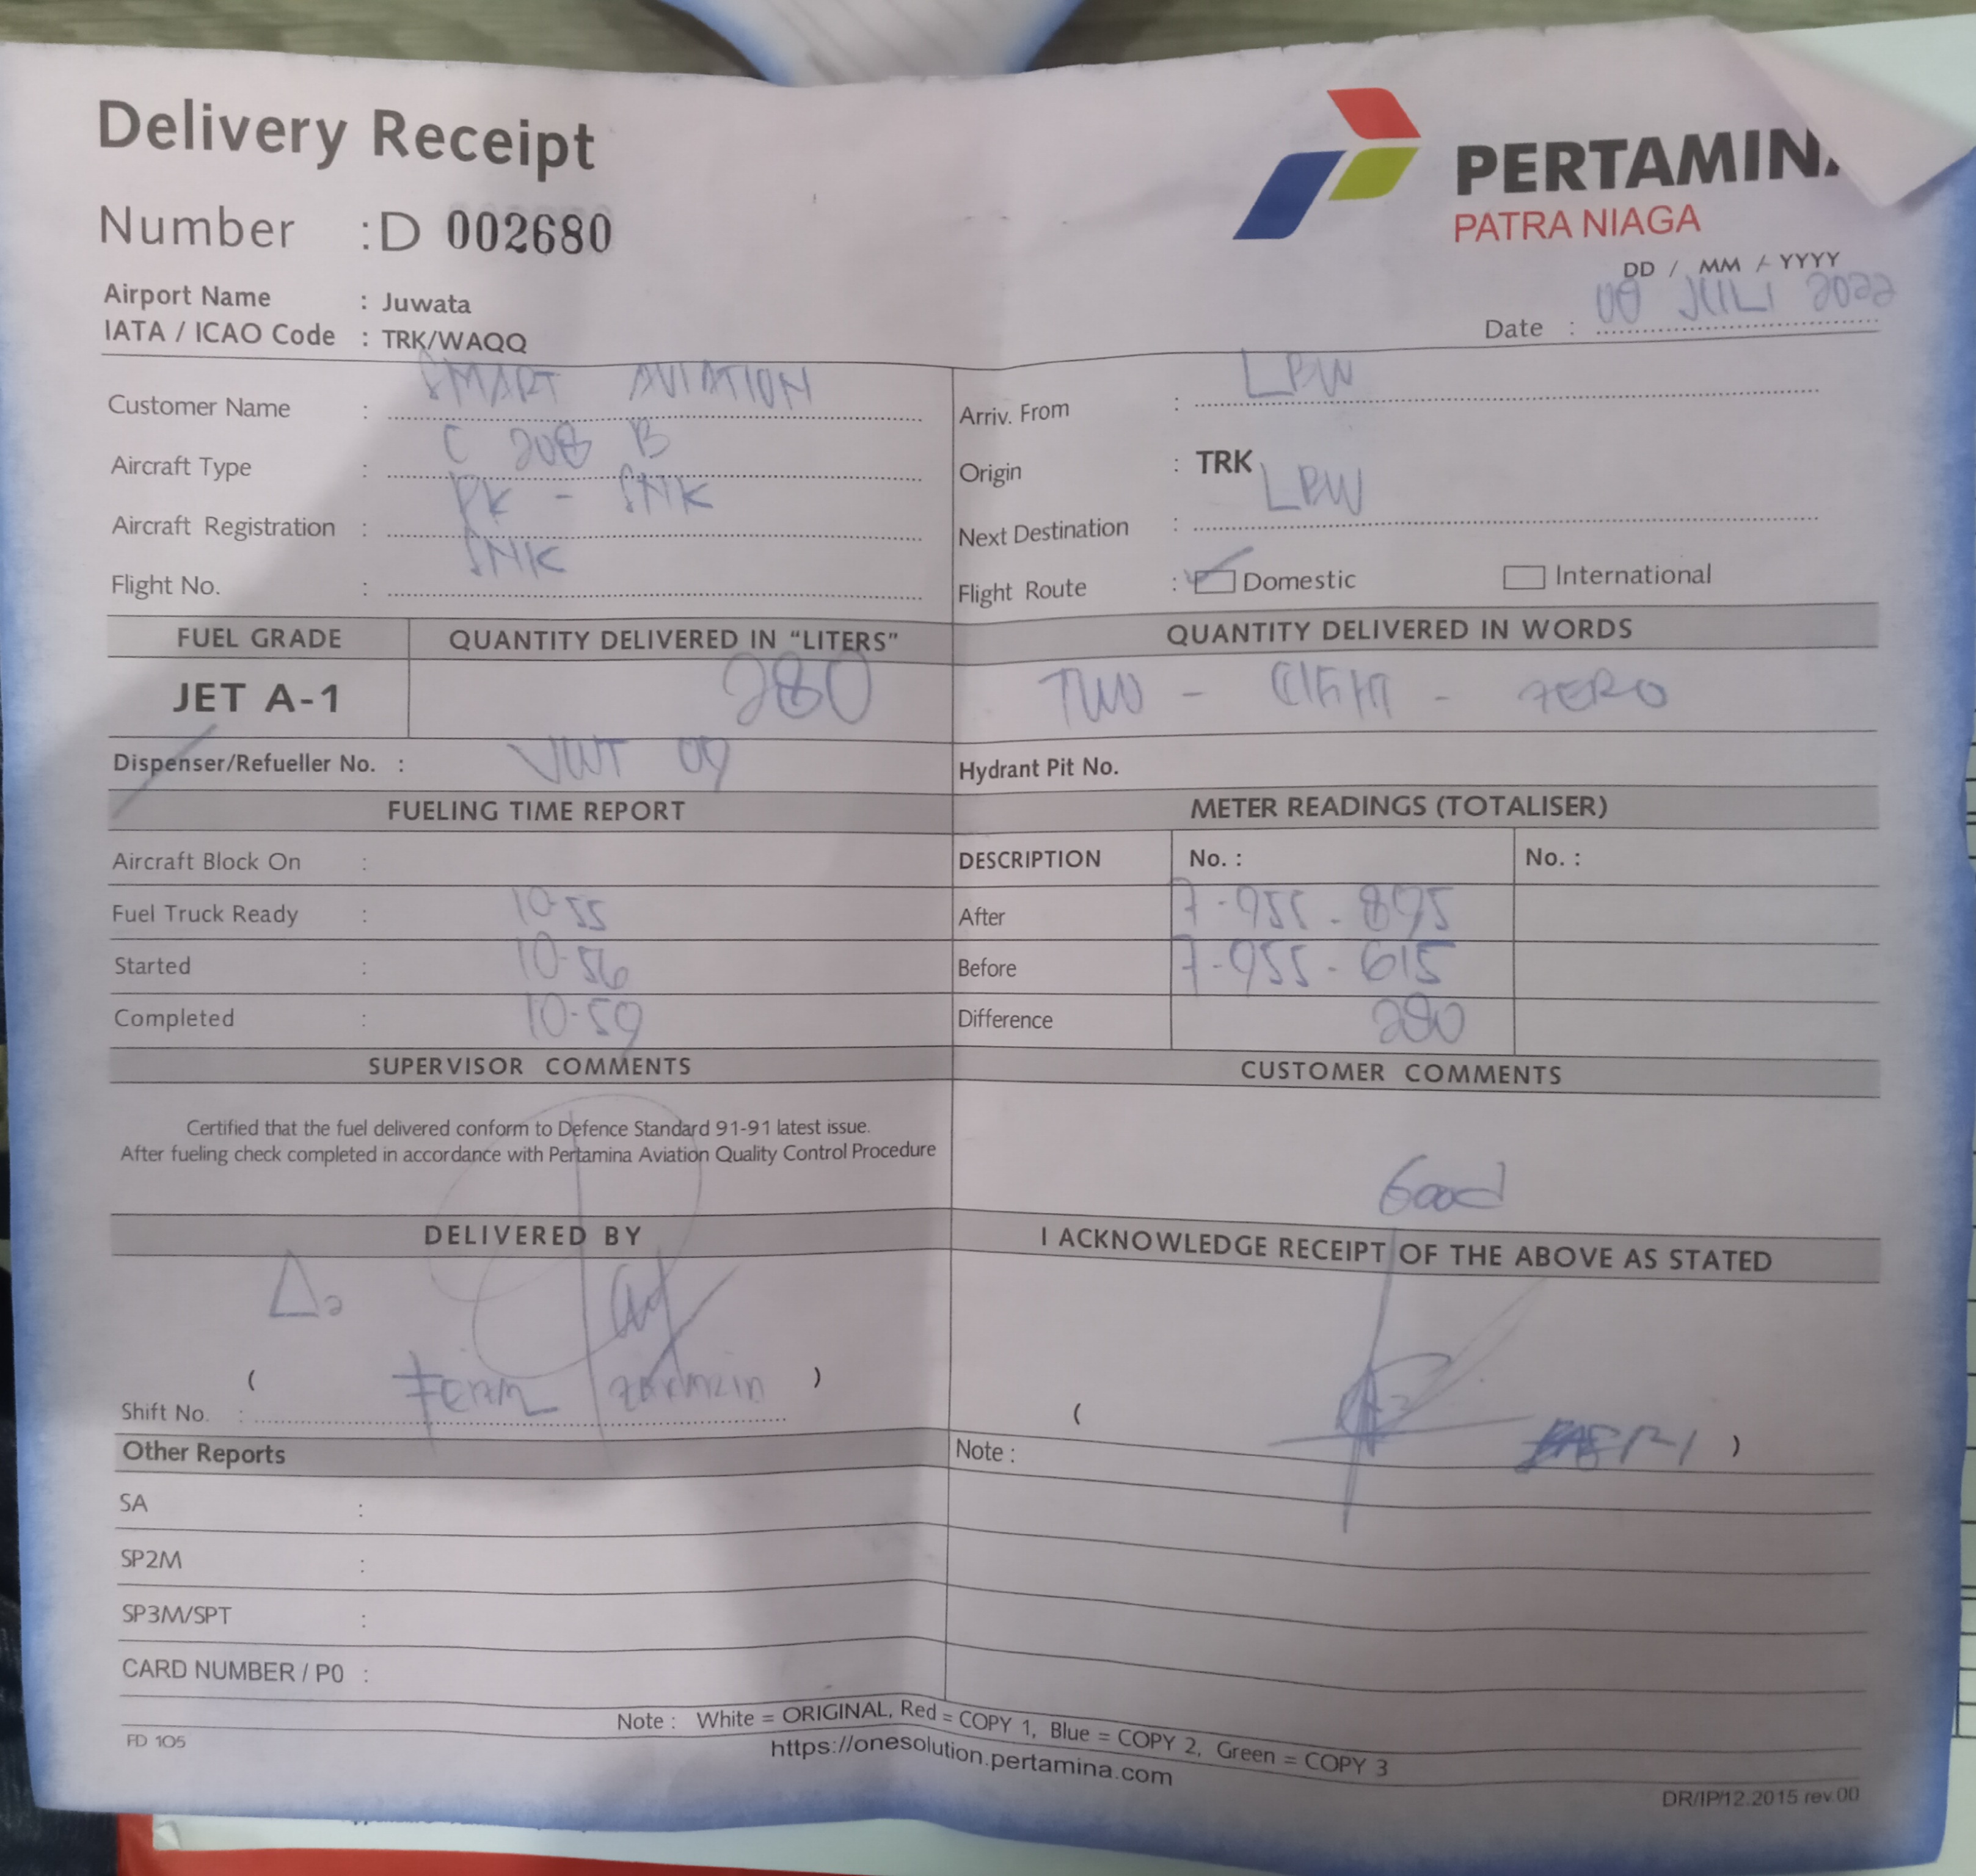 Delivery Receipt
PERTAMIN
PATRA NIAGA
Number : D 002680
DD / MM / YYYY
Airport Name : Juwata
Date : 08 JULI 2022
IATA / ICAO Code : TRK/WAQQ
Customer Name : SMART AVIATION
Arriv. From : LBW
Aircraft Type : C 208 B
Origin : TRK
Aircraft Registration : PK - SNK
Next Destination : LBW
Flight No. : SNK
Flight Route : Domestic International
FUEL GRADE QUANTITY DELIVERED IN “LITERS” QUANTITY DELIVERED IN WORDS
JET A-1 280 TWO - EIGHT - ZERO
Dispenser/Refueller No. : JWT 09 Hydrant Pit No.
FUELING TIME REPORT METER READINGS (TOTALISER)
Aircraft Block On : DESCRIPTION No. : No. :
Fuel Truck Ready : 10-55 After 7-955-895
Started : 10-56 Before 7-955-615
Completed : 10-59 Difference 280
SUPERVISOR COMMENTS CUSTOMER COMMENTS
Certified that the fuel delivered conform to Defence Standard 91-91 latest issue.
After fueling check completed in accordance with Pertamina Aviation Quality Control Procedure
Good
DELIVERED BY I ACKNOWLEDGE RECEIPT OF THE ABOVE AS STATED
( )
Shift No. :
( )
Other Reports Note :
SA :
SP2M :
SP3M/SPT :
CARD NUMBER / P0 :
Note : White = ORIGINAL, Red = COPY 1, Blue = COPY 2, Green = COPY 3
FD 105
https://onesolution.pertamina.com
DR/IP/12.2015 rev.00